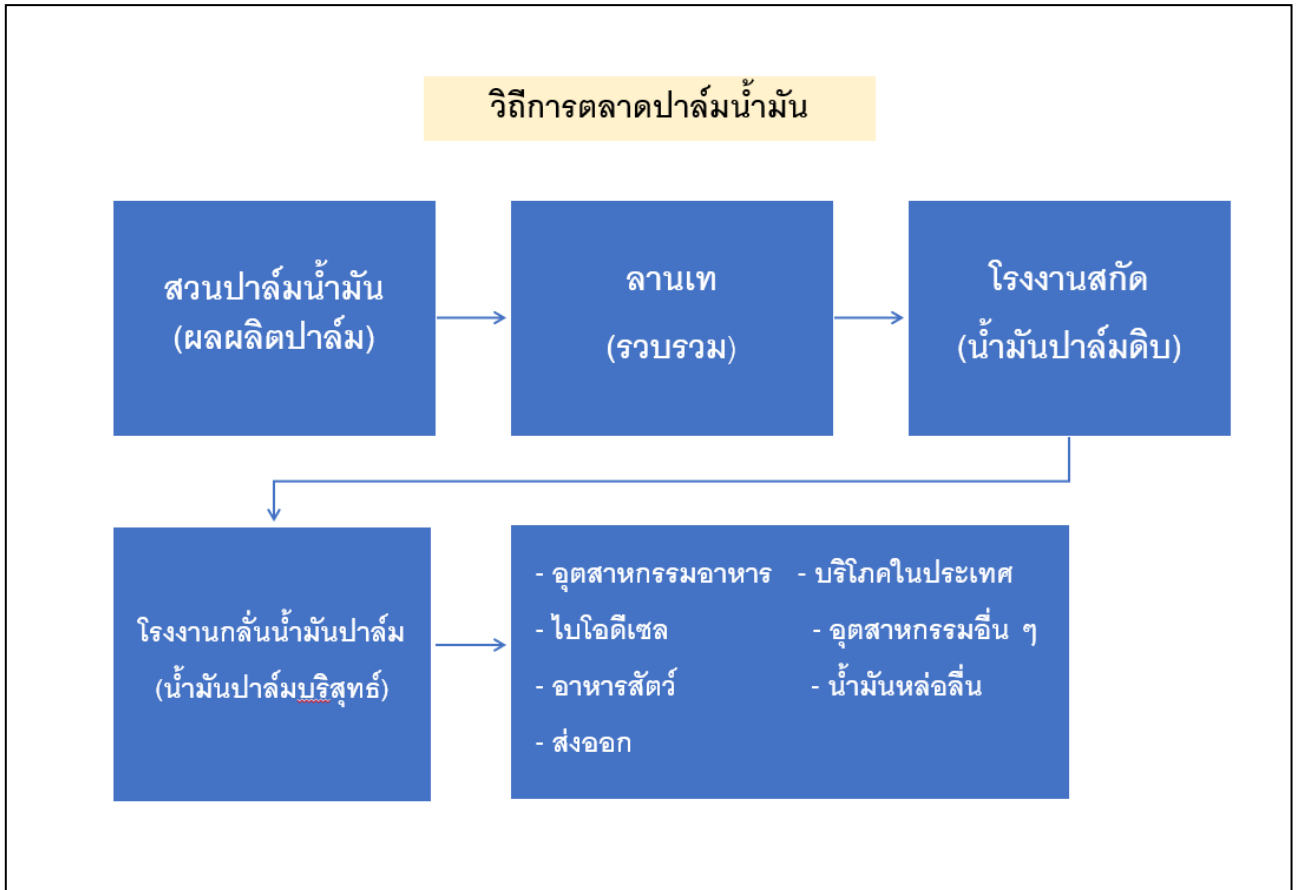 วิถีการตลาดปาล์มน้ำมัน
สวนปาล์มน้ำมัน
(ผลผลิตปาล์ม)
ลานเท
(รวบรวม)
โรงงานสกัด
(น้ำมันปาล์มดิบ)
โรงงานกลั่นน้ำมันปาล์ม
(น้ำมันปาล์มบริสุทธ์)
- อุตสาหกรรมอาหาร - บริโภคในประเทศ
- ไบโอดีเซล - อุตสาหกรรมอื่น ๆ
- อาหารสัตว์ - น้ำมันหล่อลื่น
- ส่งออก